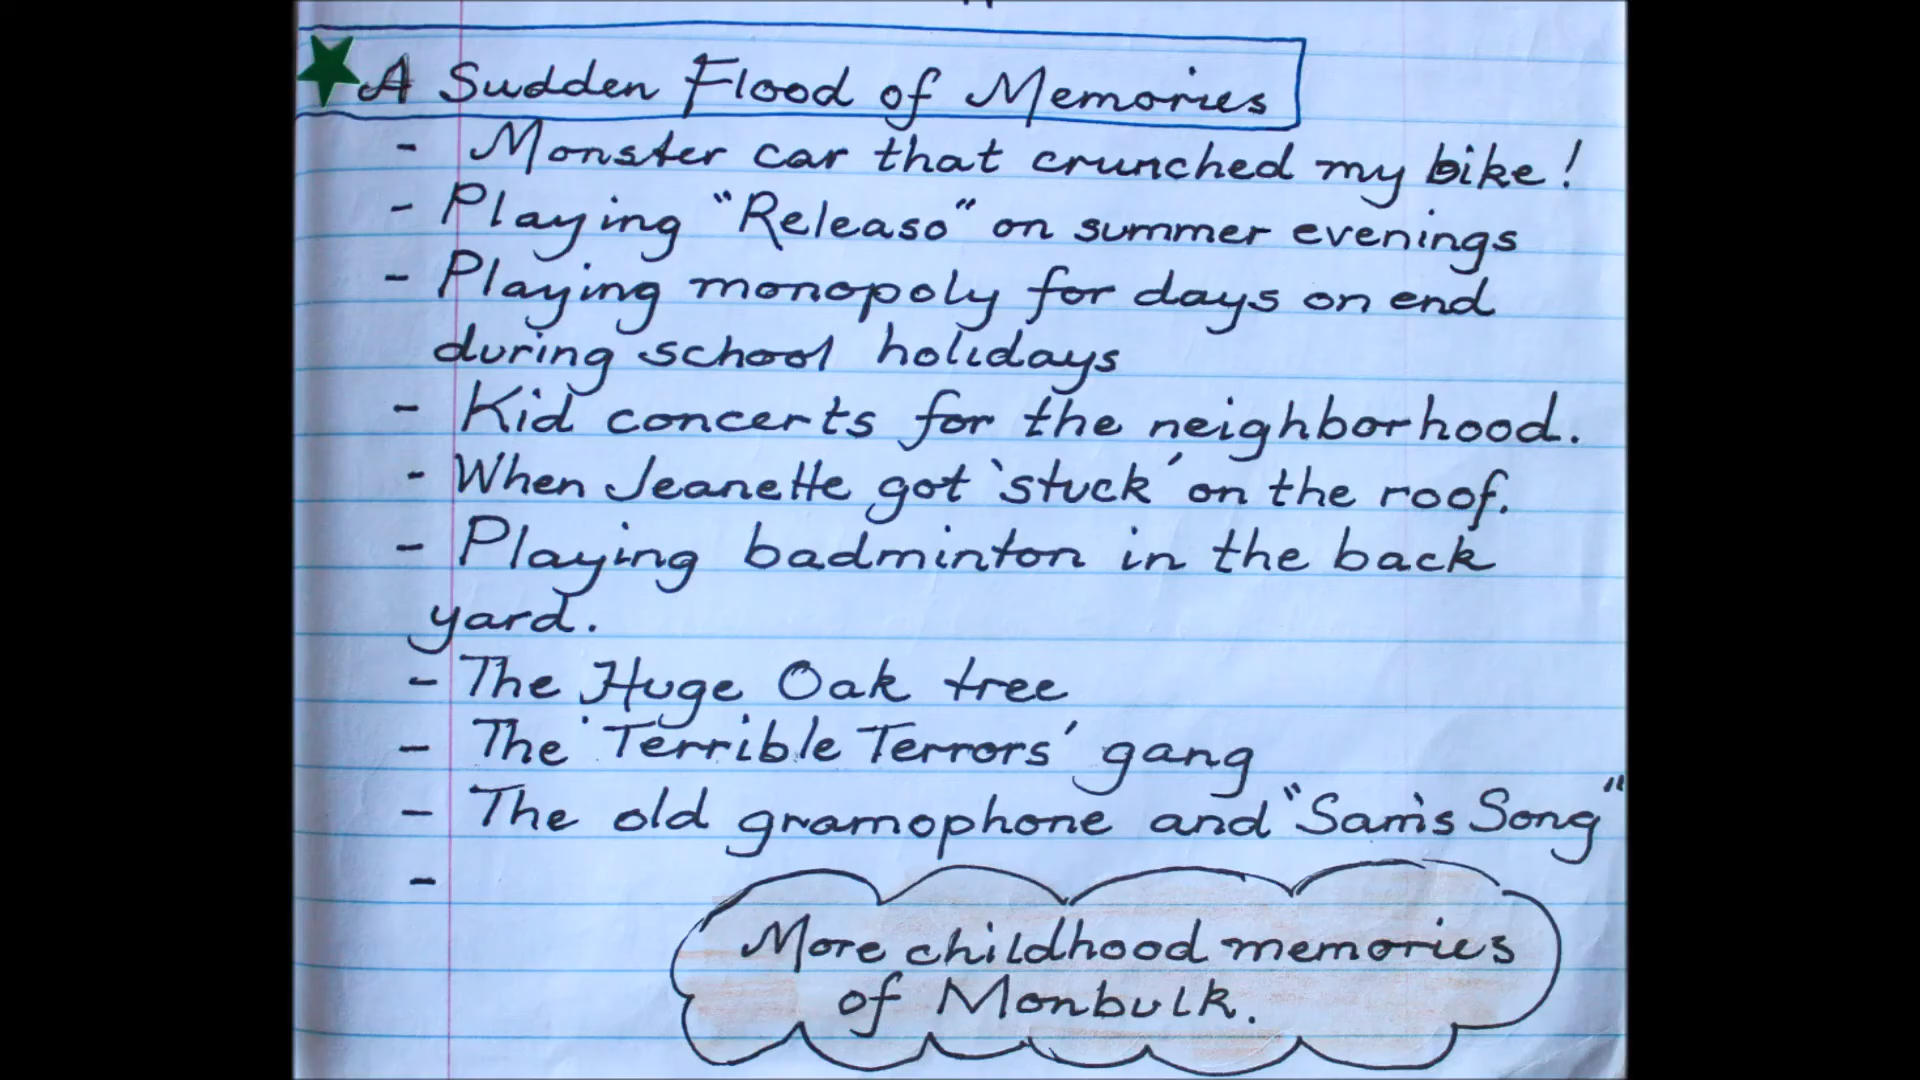 A Sudden Flood of Memories
- Monster car that crunched my bike!
- Playing "Releaso" on summer evenings
- Playing monopoly for days on end
during school holidays
- Kid concerts for the neighborhood.
- When Jeanette got 'stuck' on the roof.
- Playing badminton in the back
yard.
- The Huge Oak tree
- The 'Terrible Terrors' gang
- The old gramophone and "Sam's Song"
-
More childhood memories
of Monbulk.